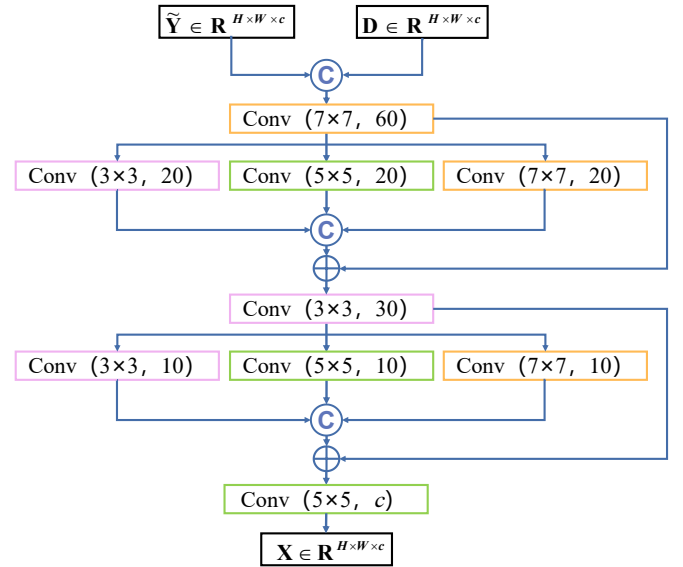 Ỹ ∈ R^{H×W×c} D ∈ R^{H×W×c}
C
Conv (7×7, 60)
Conv (3×3, 20) Conv (5×5, 20) Conv (7×7, 20)
C
Conv (3×3, 30)
Conv (3×3, 10) Conv (5×5, 10) Conv (7×7, 10)
C
Conv (5×5, c)
X ∈ R^{H×W×c}